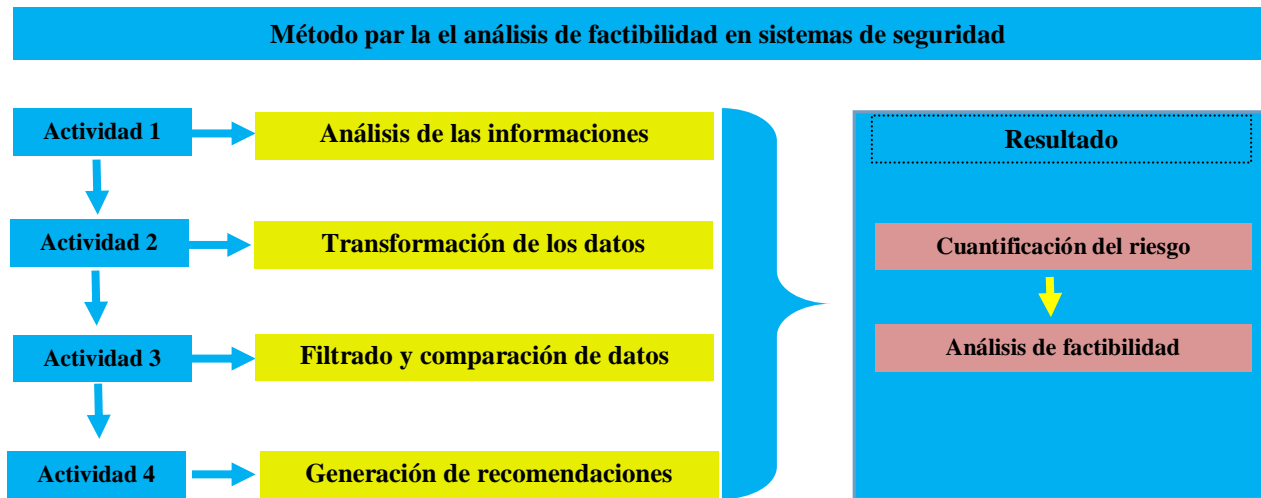 Método par la el análisis de factibilidad en sistemas de seguridad
Actividad 1
Análisis de las informaciones
Actividad 2
Transformación de los datos
Actividad 3
Filtrado y comparación de datos
Actividad 4
Generación de recomendaciones
Resultado
Cuantificación del riesgo
Análisis de factibilidad